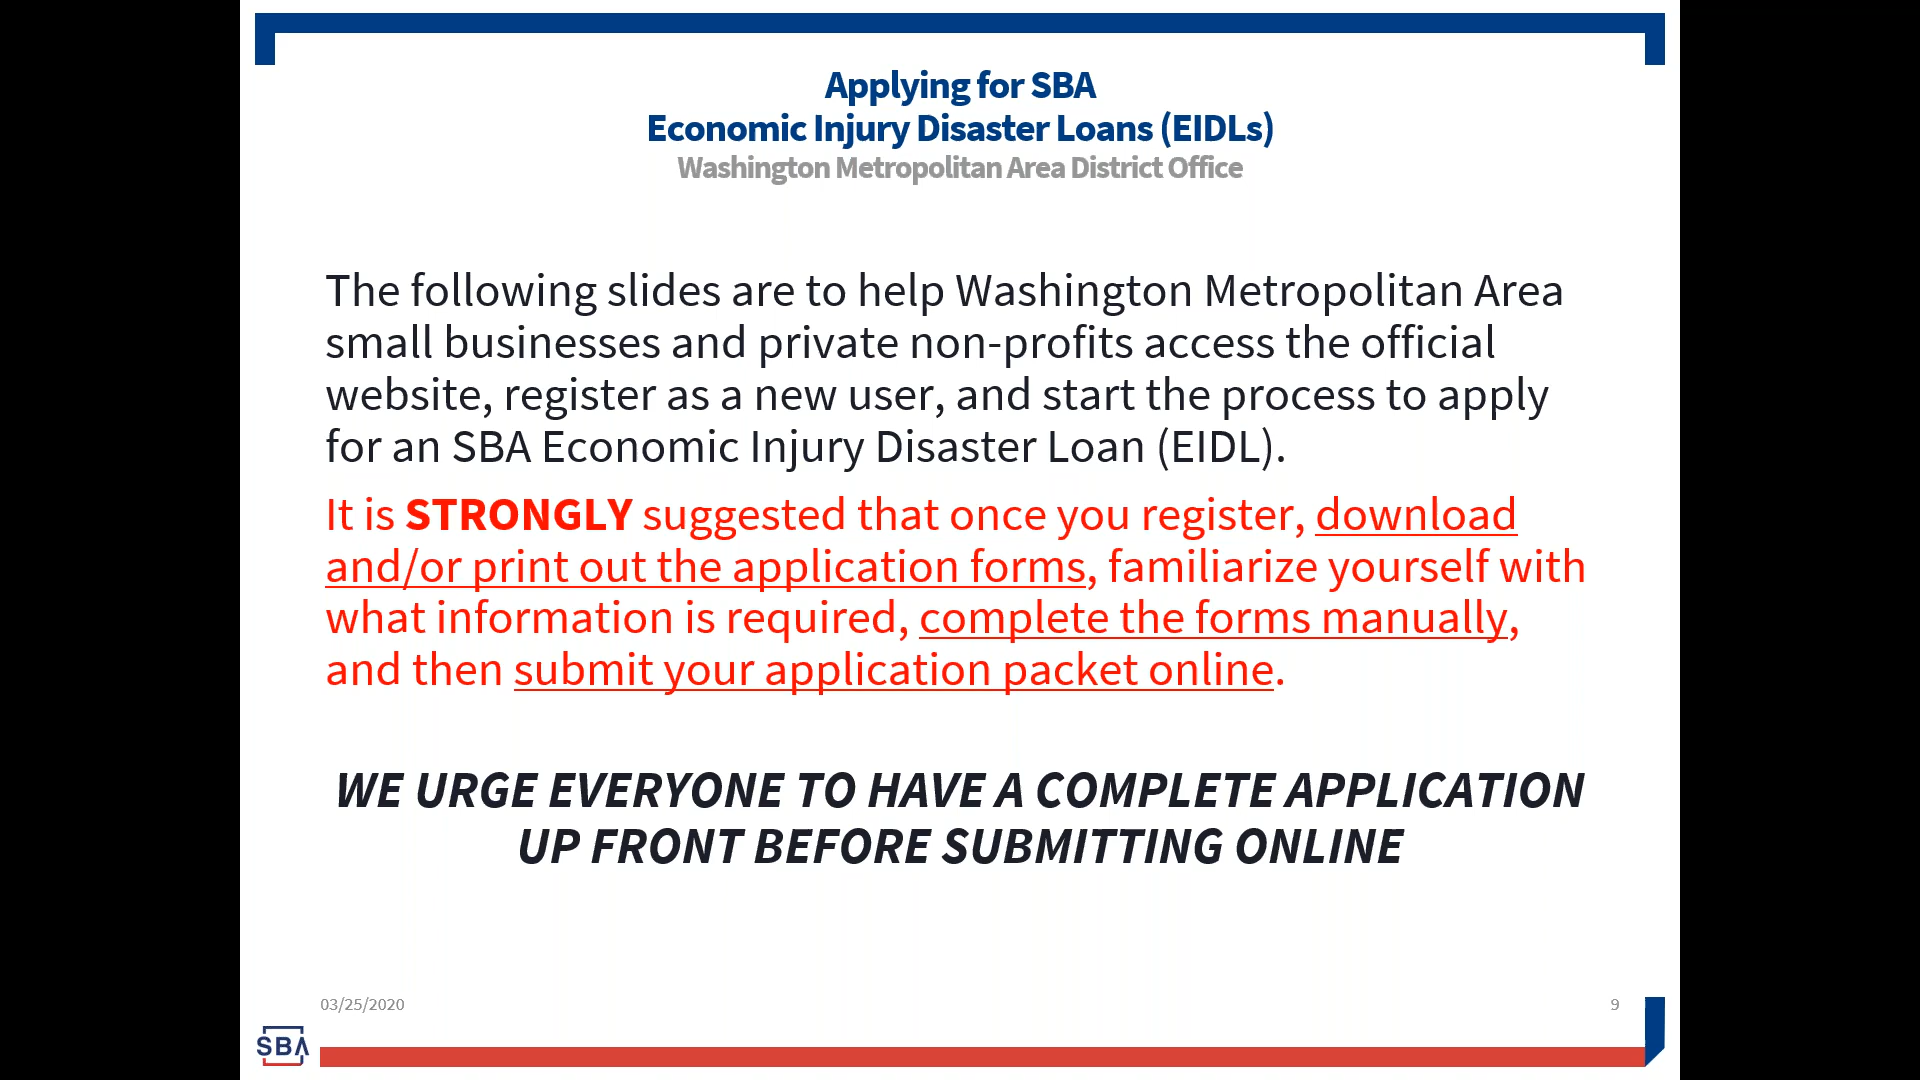 Applying for SBA
Economic Injury Disaster Loans (EIDLs)
Washington Metropolitan Area District Office
The following slides are to help Washington Metropolitan Area
small businesses and private non-profits access the official
website, register as a new user, and start the process to apply
for an SBA Economic Injury Disaster Loan (EIDL).
It is STRONGLY suggested that once you register, download
and/or print out the application forms, familiarize yourself with
what information is required, complete the forms manually,
and then submit your application packet online.
WE URGE EVERYONE TO HAVE A COMPLETE APPLICATION
UP FRONT BEFORE SUBMITTING ONLINE
03/25/2020
9
SBA